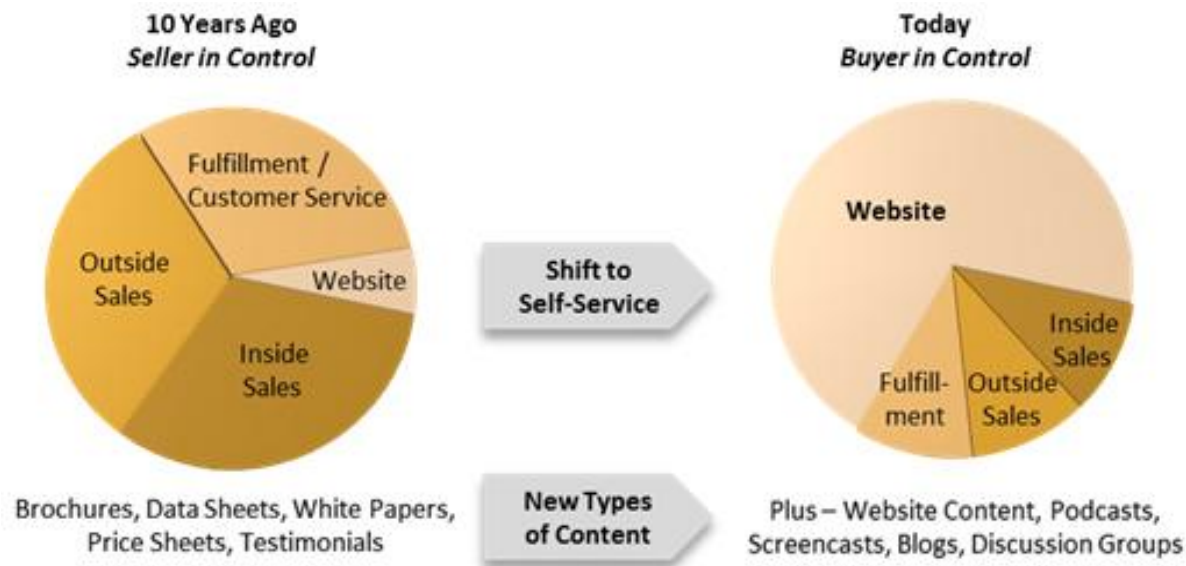 10 Years Ago
Seller in Control
Fulfillment /
Customer Service
Outside
Sales
Website
Inside
Sales
Brochures, Data Sheets, White Papers,
Price Sheets, Testimonials
Shift to
Self-Service
New Types
of Content
Today
Buyer in Control
Website
Inside
Sales
Fulfill-
ment
Outside
Sales
Plus – Website Content, Podcasts,
Screencasts, Blogs, Discussion Groups